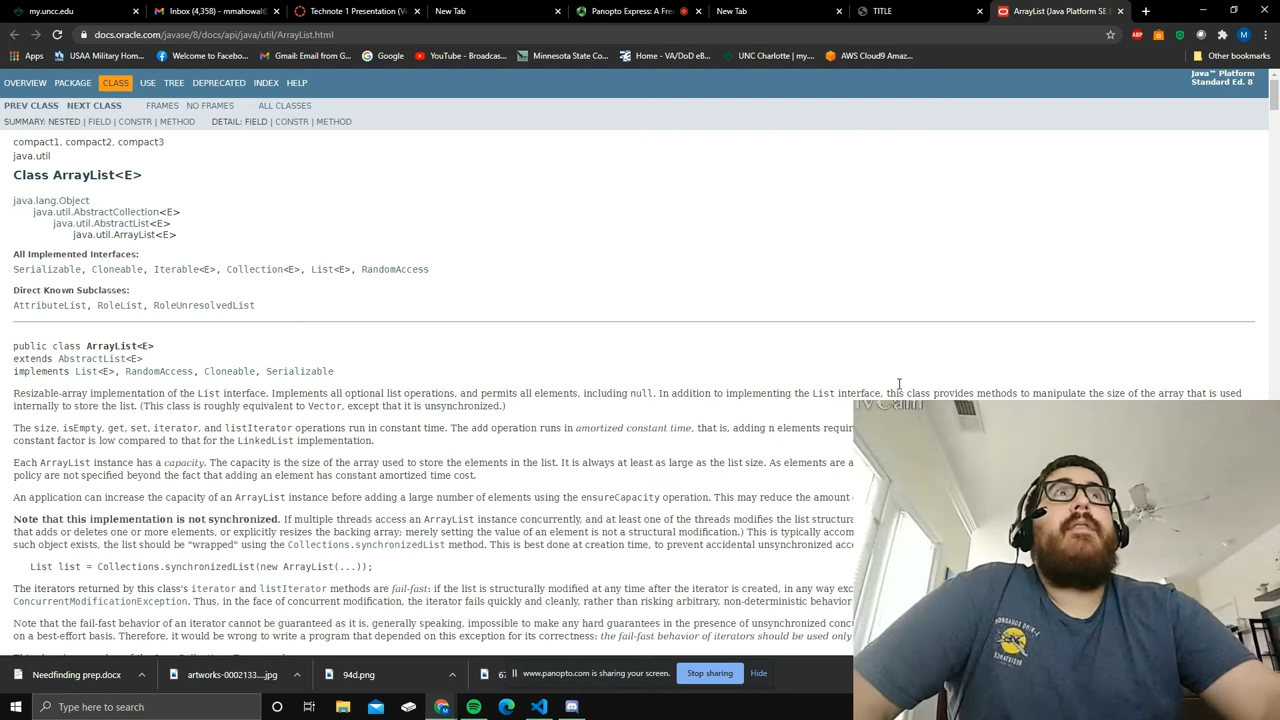 my.uncc.edu
Inbox (4,358) - mmahowal
Technote 1 Presentation (Ve
New Tab
Panopto Express: A Free
New Tab
TITLE
ArrayList (Java Platform SE
docs.oracle.com/javase/8/docs/api/java/util/ArrayList.html
Apps
USAA Military Hom...
Welcome to Faceboo...
Gmail: Email from G...
Google
YouTube - Broadcas...
Minnesota State Co...
Home - VA/DoD eB...
UNC Charlotte | my....
AWS Cloud9 Amaz...
Other bookmarks
OVERVIEW PACKAGE CLASS USE TREE DEPRECATED INDEX HELP
Java™ Platform
Standard Ed. 8
PREV CLASS NEXT CLASS FRAMES NO FRAMES ALL CLASSES
SUMMARY: NESTED | FIELD | CONSTR | METHOD DETAIL: FIELD | CONSTR | METHOD
compact1, compact2, compact3
java.util
Class ArrayList<E>
java.lang.Object
java.util.AbstractCollection<E>
java.util.AbstractList<E>
java.util.ArrayList<E>
All Implemented Interfaces:
Serializable, Cloneable, Iterable<E>, Collection<E>, List<E>, RandomAccess
Direct Known Subclasses:
AttributeList, RoleList, RoleUnresolvedList
public class ArrayList<E>
extends AbstractList<E>
implements List<E>, RandomAccess, Cloneable, Serializable
Resizable-array implementation of the List interface. Implements all optional list operations, and permits all elements, including null. In addition to implementing the List interface, this class provides methods to manipulate the size of the array that is used
internally to store the list. (This class is roughly equivalent to Vector, except that it is unsynchronized.)
The size, isEmpty, get, set, iterator, and listIterator operations run in constant time. The add operation runs in amortized constant time, that is, adding n elements requir
constant factor is low compared to that for the LinkedList implementation.
Each ArrayList instance has a capacity. The capacity is the size of the array used to store the elements in the list. It is always at least as large as the list size. As elements are a
policy are not specified beyond the fact that adding an element has constant amortized time cost.
An application can increase the capacity of an ArrayList instance before adding a large number of elements using the ensureCapacity operation. This may reduce the amount
Note that this implementation is not synchronized. If multiple threads access an ArrayList instance concurrently, and at least one of the threads modifies the list structura
that adds or deletes one or more elements, or explicitly resizes the backing array; merely setting the value of an element is not a structural modification.) This is typically accom
such object exists, the list should be "wrapped" using the Collections.synchronizedList method. This is best done at creation time, to prevent accidental unsynchronized acce
List list = Collections.synchronizedList(new ArrayList(...));
The iterators returned by this class's iterator and listIterator methods are fail-fast: if the list is structurally modified at any time after the iterator is created, in any way exc
ConcurrentModificationException. Thus, in the face of concurrent modification, the iterator fails quickly and cleanly, rather than risking arbitrary, non-deterministic behavior
Note that the fail-fast behavior of an iterator cannot be guaranteed as it is, generally speaking, impossible to make any hard guarantees in the presence of unsynchronized conc
on a best-effort basis. Therefore, it would be wrong to write a program that depended on this exception for its correctness: the fail-fast behavior of iterators should be used only
Needfinding prep.docx
artworks-0002133....jpg
94d.png
www.panopto.com is sharing your screen.
Stop sharing
Hide
Type here to search